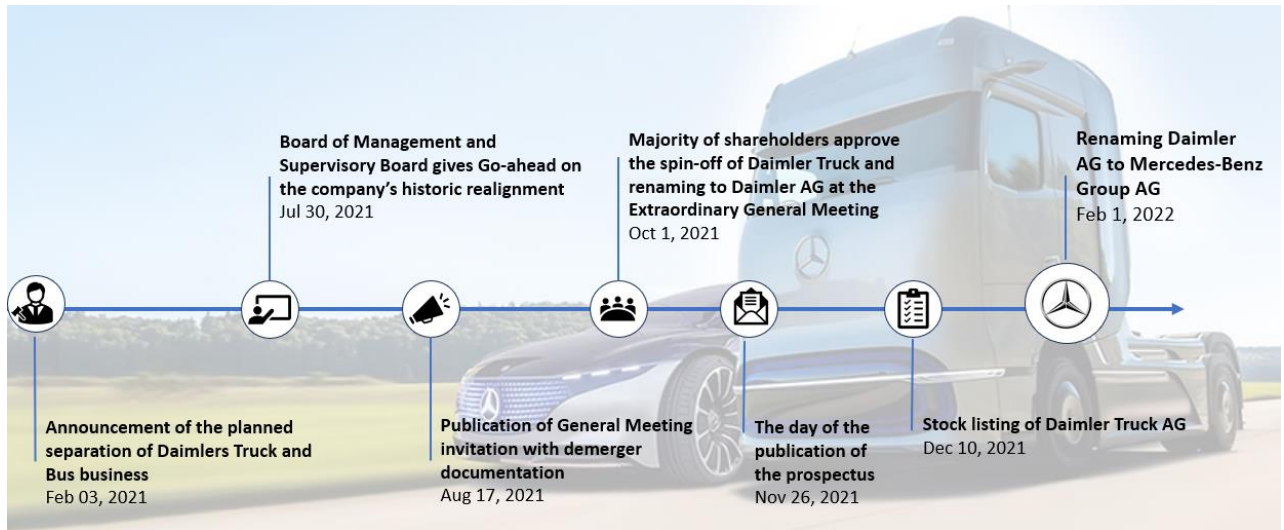 Board of Management and
Supervisory Board gives Go-ahead on
the company's historic realignment
Jul 30, 2021
Majority of shareholders approve
the spin-off of Daimler Truck and
renaming to Daimler AG at the
Extraordinary General Meeting
Oct 1, 2021
Renaming Daimler
AG to Mercedes-Benz
Group AG
Feb 1, 2022
Announcement of the planned
separation of Daimlers Truck and
Bus business
Feb 03, 2021
Publication of General Meeting
invitation with demerger
documentation
Aug 17, 2021
The day of the
publication of
the prospectus
Nov 26, 2021
Stock listing of Daimler Truck AG
Dec 10, 2021